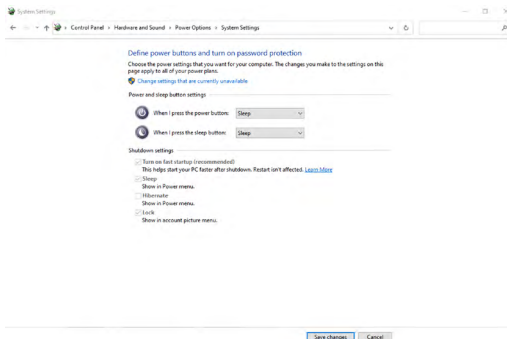 System Settings
Control Panel > Hardware and Sound > Power Options > System Settings
Define power buttons and turn on password protection
Choose the power settings that you want for your computer. The changes you make to the settings on this
page apply to all of your power plans.
Change settings that are currently unavailable
Power and sleep button settings
When I press the power button: Sleep
When I press the sleep button: Sleep
Shutdown settings
Turn on fast startup (recommended)
This helps start your PC faster after shutdown. Restart isn't affected. Learn More
Sleep
Show in Power menu.
Hibernate
Show in Power menu.
Lock
Show in account picture menu.
Save changes Cancel